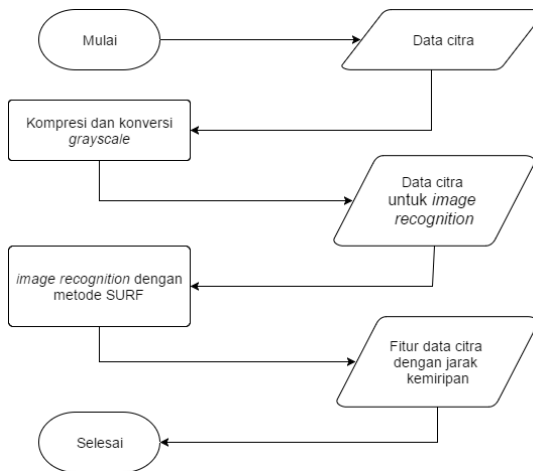 Mulai
Data citra
Kompresi dan konversi
grayscale
Data citra
untuk image
recognition
image recognition dengan
metode SURF
Fitur data citra
dengan jarak
kemiripan
Selesai